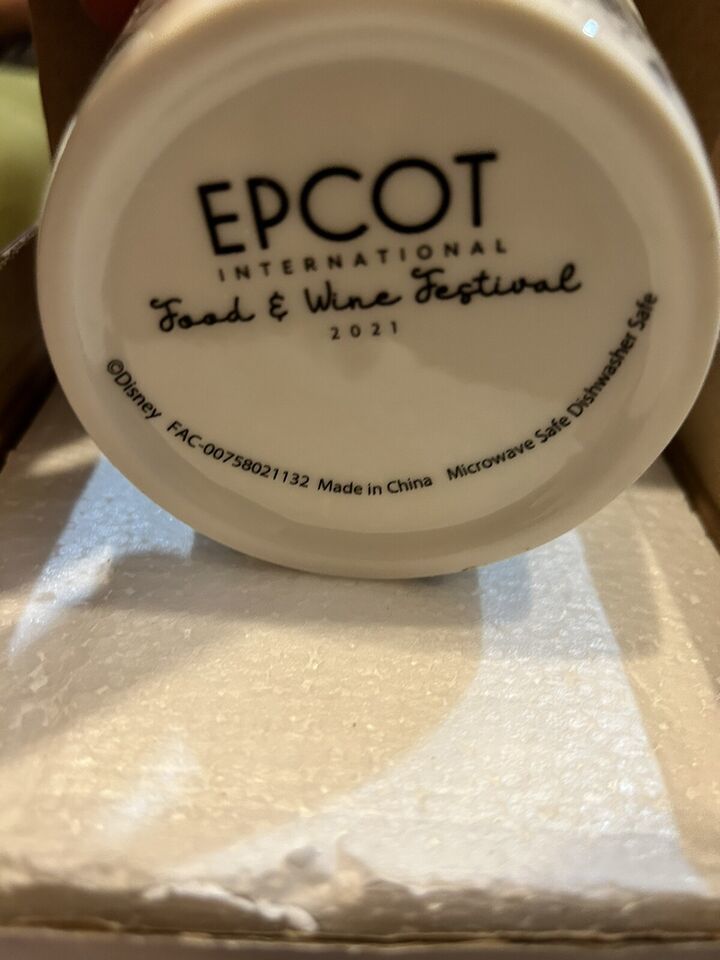 EPCOT
INTERNATIONAL
Food & Wine Festival
2021
©Disney FAC-00758021132 Made in China Microwave Safe Dishwasher Safe